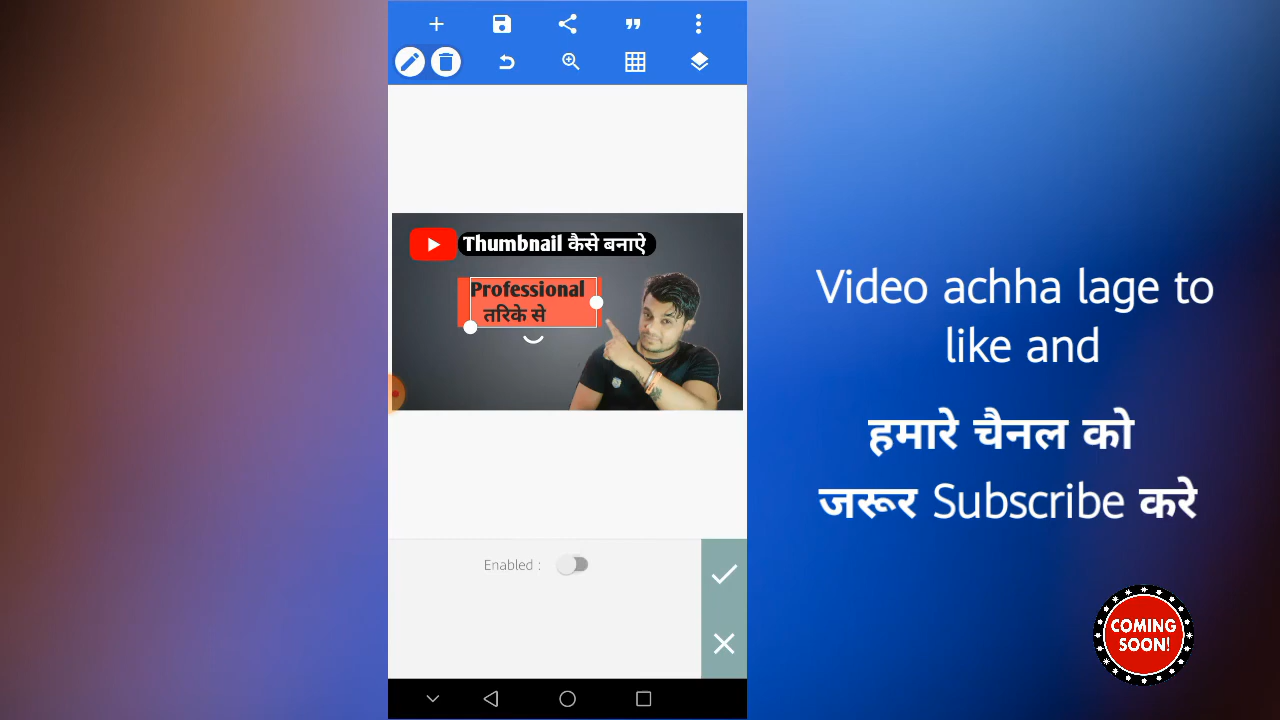 Thumbnail कैसे बनाऐ
Professional
तरिके से
Enabled :
Video achha lage to
like and
हमारे चैनल को
जरूर Subscribe करे
COMING
SOON!